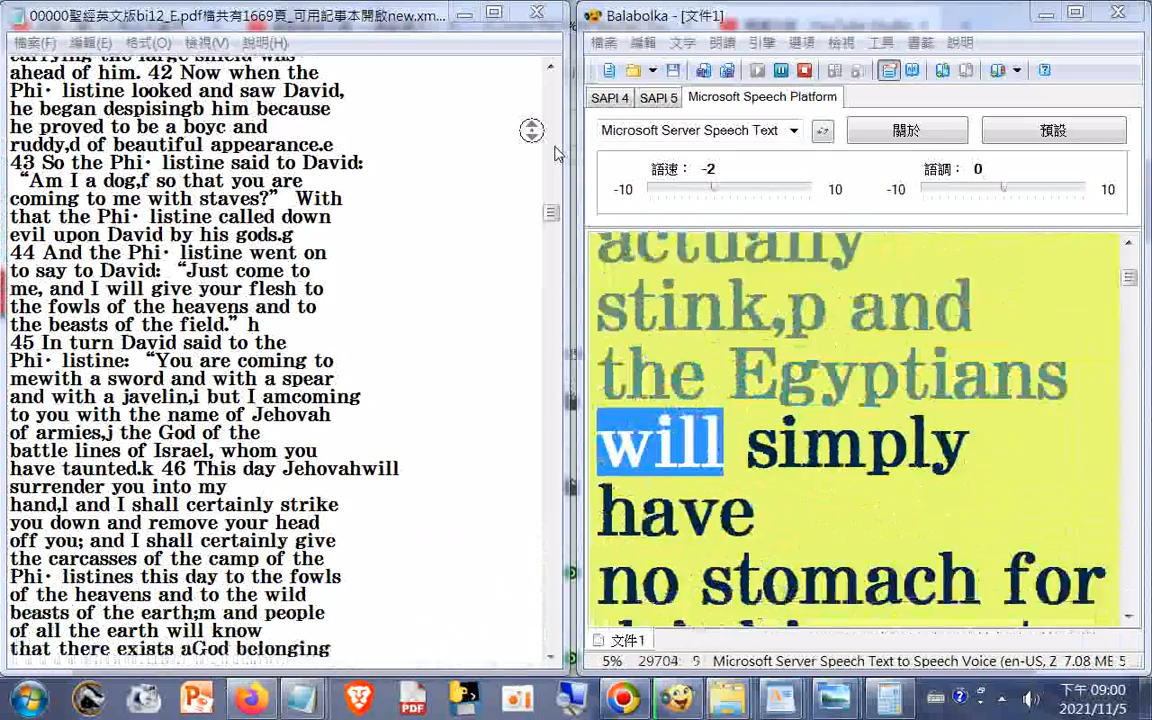 00000聖經英文版bi12_E.pdf檔共有1669頁_可用記事本開啟new.xm...
檔案(F) 編輯(E) 格式(O) 檢視(V) 說明(H)
carrying the large shield was
ahead of him. 42 Now when the
Phi· listine looked and saw David,
he began despisingb him because
he proved to be a boyc and
ruddy,d of beautiful appearance.e
43 So the Phi· listine said to David:
“Am I a dog,f so that you are
coming to me with staves?” With
that the Phi· listine called down
evil upon David by his gods.g
44 And the Phi· listine went on
to say to David: “Just come to
me, and I will give your flesh to
the fowls of the heavens and to
the beasts of the field.” h
45 In turn David said to the
Phi· listine: “You are coming to
mewith a sword and with a spear
and with a javelin,i but I amcoming
to you with the name of Jehovah
of armies,j the God of the
battle lines of Israel, whom you
have taunted.k 46 This day Jehovahwill
surrender you into my
hand,l and I shall certainly strike
you down and remove your head
off you; and I shall certainly give
the carcasses of the camp of the
Phi· listines this day to the fowls
of the heavens and to the wild
beasts of the earth;m and people
of all the earth will know
that there exists aGod belonging
Balabolka - [文件1]
檔案 編輯 文字 朗讀 引擎 選項 檢視 工具 書籤 說明
SAPI 4 SAPI 5 Microsoft Speech Platform
Microsoft Server Speech Text 關於 預設
語速: -2 語調: 0
-10 10 -10 10
actually
stink,p and
the Egyptians
will simply
have
no stomach for
文件1
5% 29704: 5 Microsoft Server Speech Text to Speech Voice (en-US, Z 7.08 MB 5
下午 09:00
2021/11/5